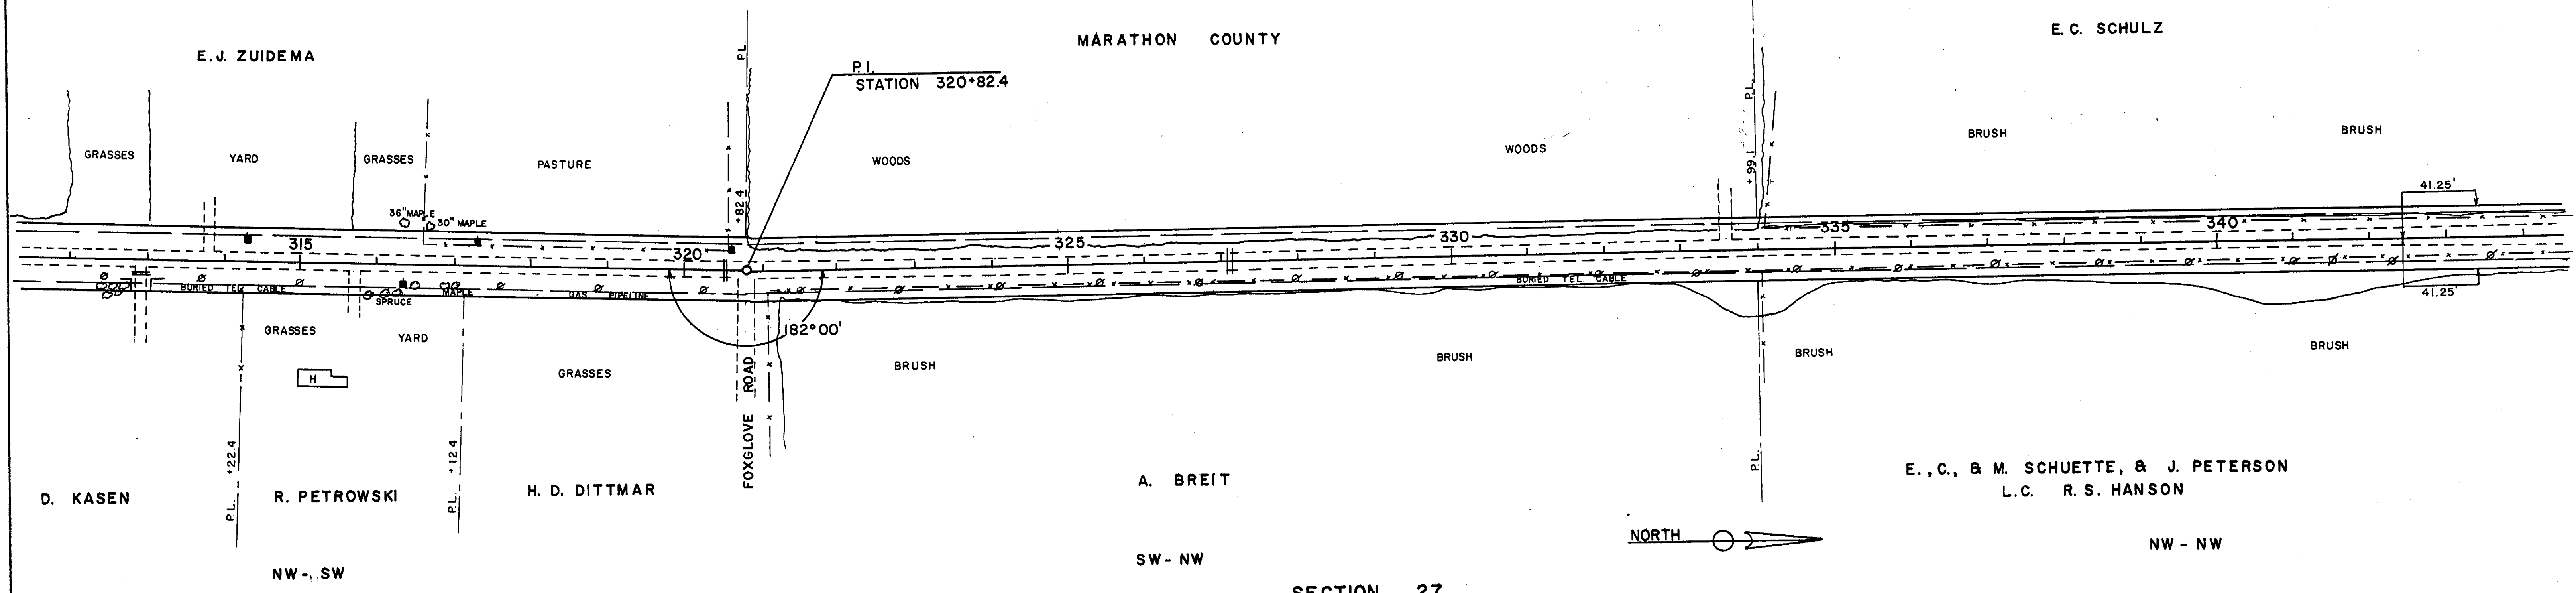 E.J. ZUIDEMA
MARATHON COUNTY
E.C. SCHULZ
P.L.
P.I.
STATION 320+82.4
P.L.
GRASSES
YARD
GRASSES
PASTURE
WOODS
WOODS
BRUSH
BRUSH
+82.4
+99.1
41.25'
36" MAPLE
30" MAPLE
315
320
325
330
335
340
BURIED TEL. CABLE
SPRUCE
MAPLE
GAS PIPELINE
BURIED TEL. CABLE
41.25'
182°00'
GRASSES
YARD
H
GRASSES
FOXGLOVE ROAD
BRUSH
BRUSH
BRUSH
BRUSH
P.L. +22.4
P.L. +12.4
P.L.
D. KASEN
R. PETROWSKI
H. D. DITTMAR
A. BREIT
E., C., & M. SCHUETTE, & J. PETERSON
L.C. R.S. HANSON
NORTH
NW - SW
SW - NW
NW - NW
SECTION 27